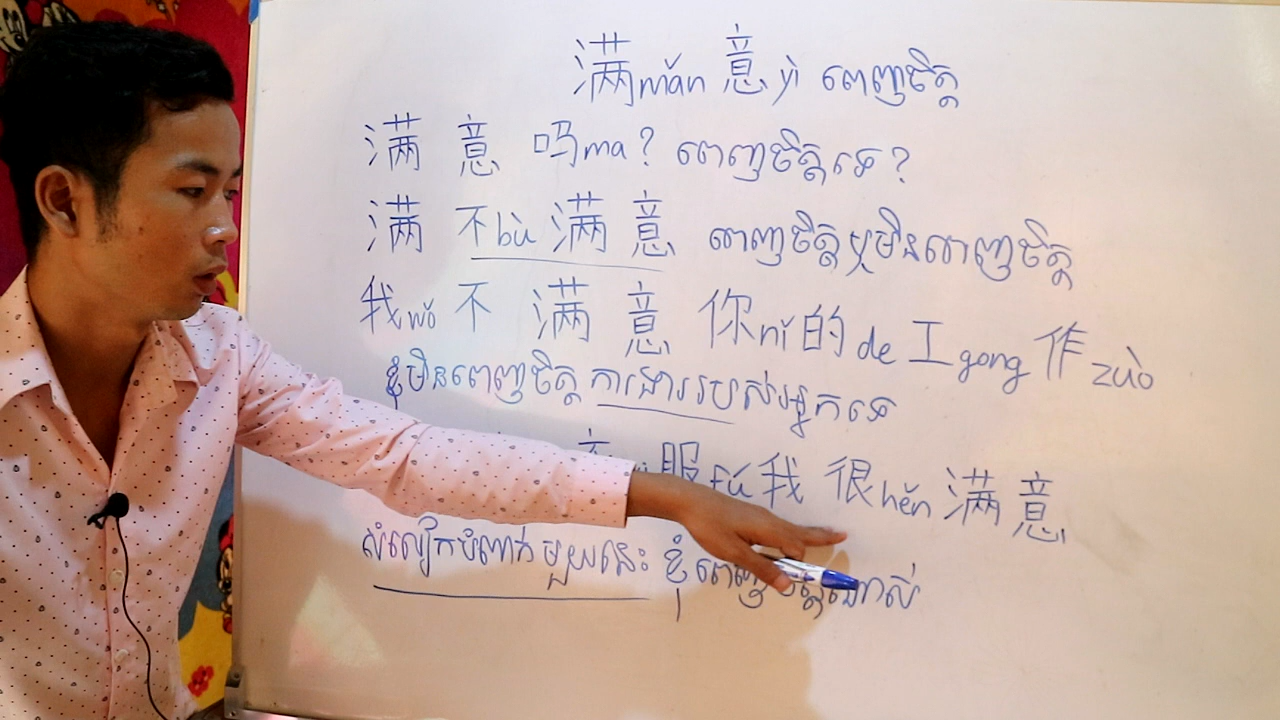 满mǎn 意yì ពេញចិត្ត
满 意 吗ma? ពេញចិត្តទេ?
满 不bù 满 意 ពេញចិត្តឬមិនពេញចិត្ត
我wǒ 不 满 意 你nǐ 的de 工gong 作zuò
ខ្ញុំមិនពេញចិត្ត ការងាររបស់អ្នកទេ
服fú 我 很hěn 满 意
សំលៀកបំពាក់មួយនេះ ខ្ញុំពេញចិត្តណាស់